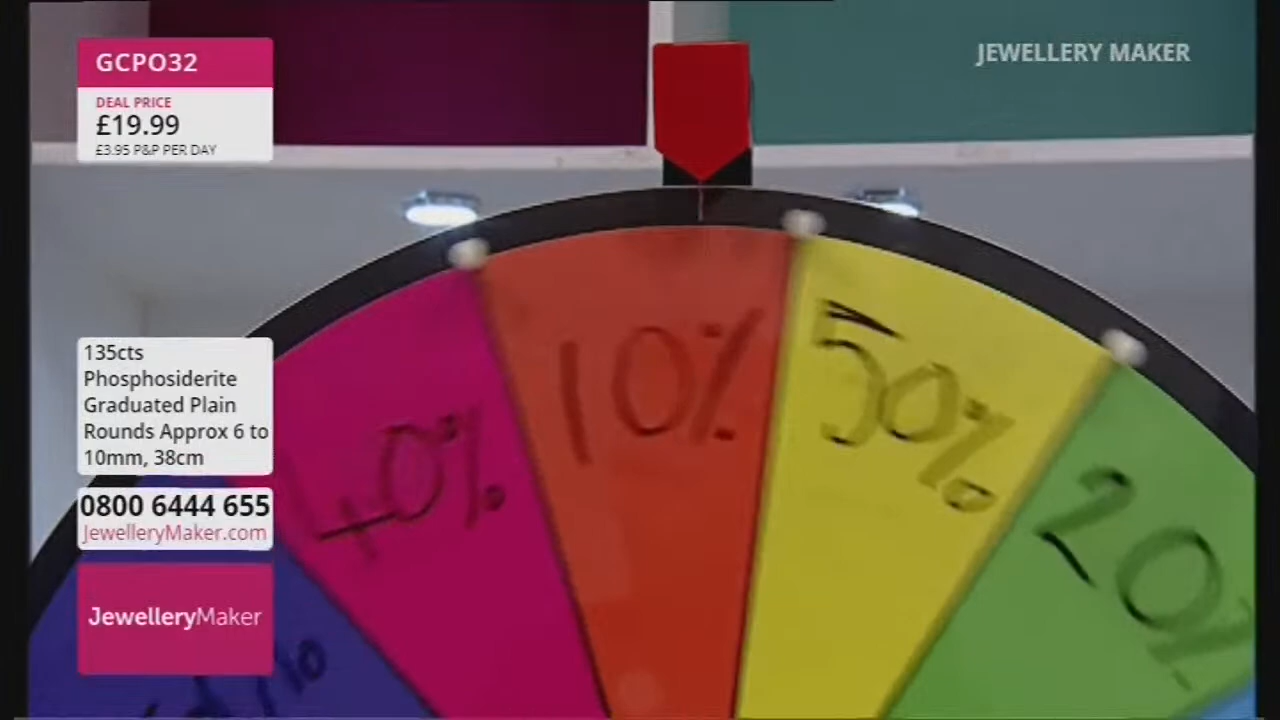 GCPO32
DEAL PRICE
£19.99
£3.95 P&P PER DAY
JEWELLERY MAKER
135cts
Phosphosiderite
Graduated Plain
Rounds Approx 6 to
10mm, 38cm
0800 6444 655
JewelleryMaker.com
JewelleryMaker
40%
10%
50%
20%